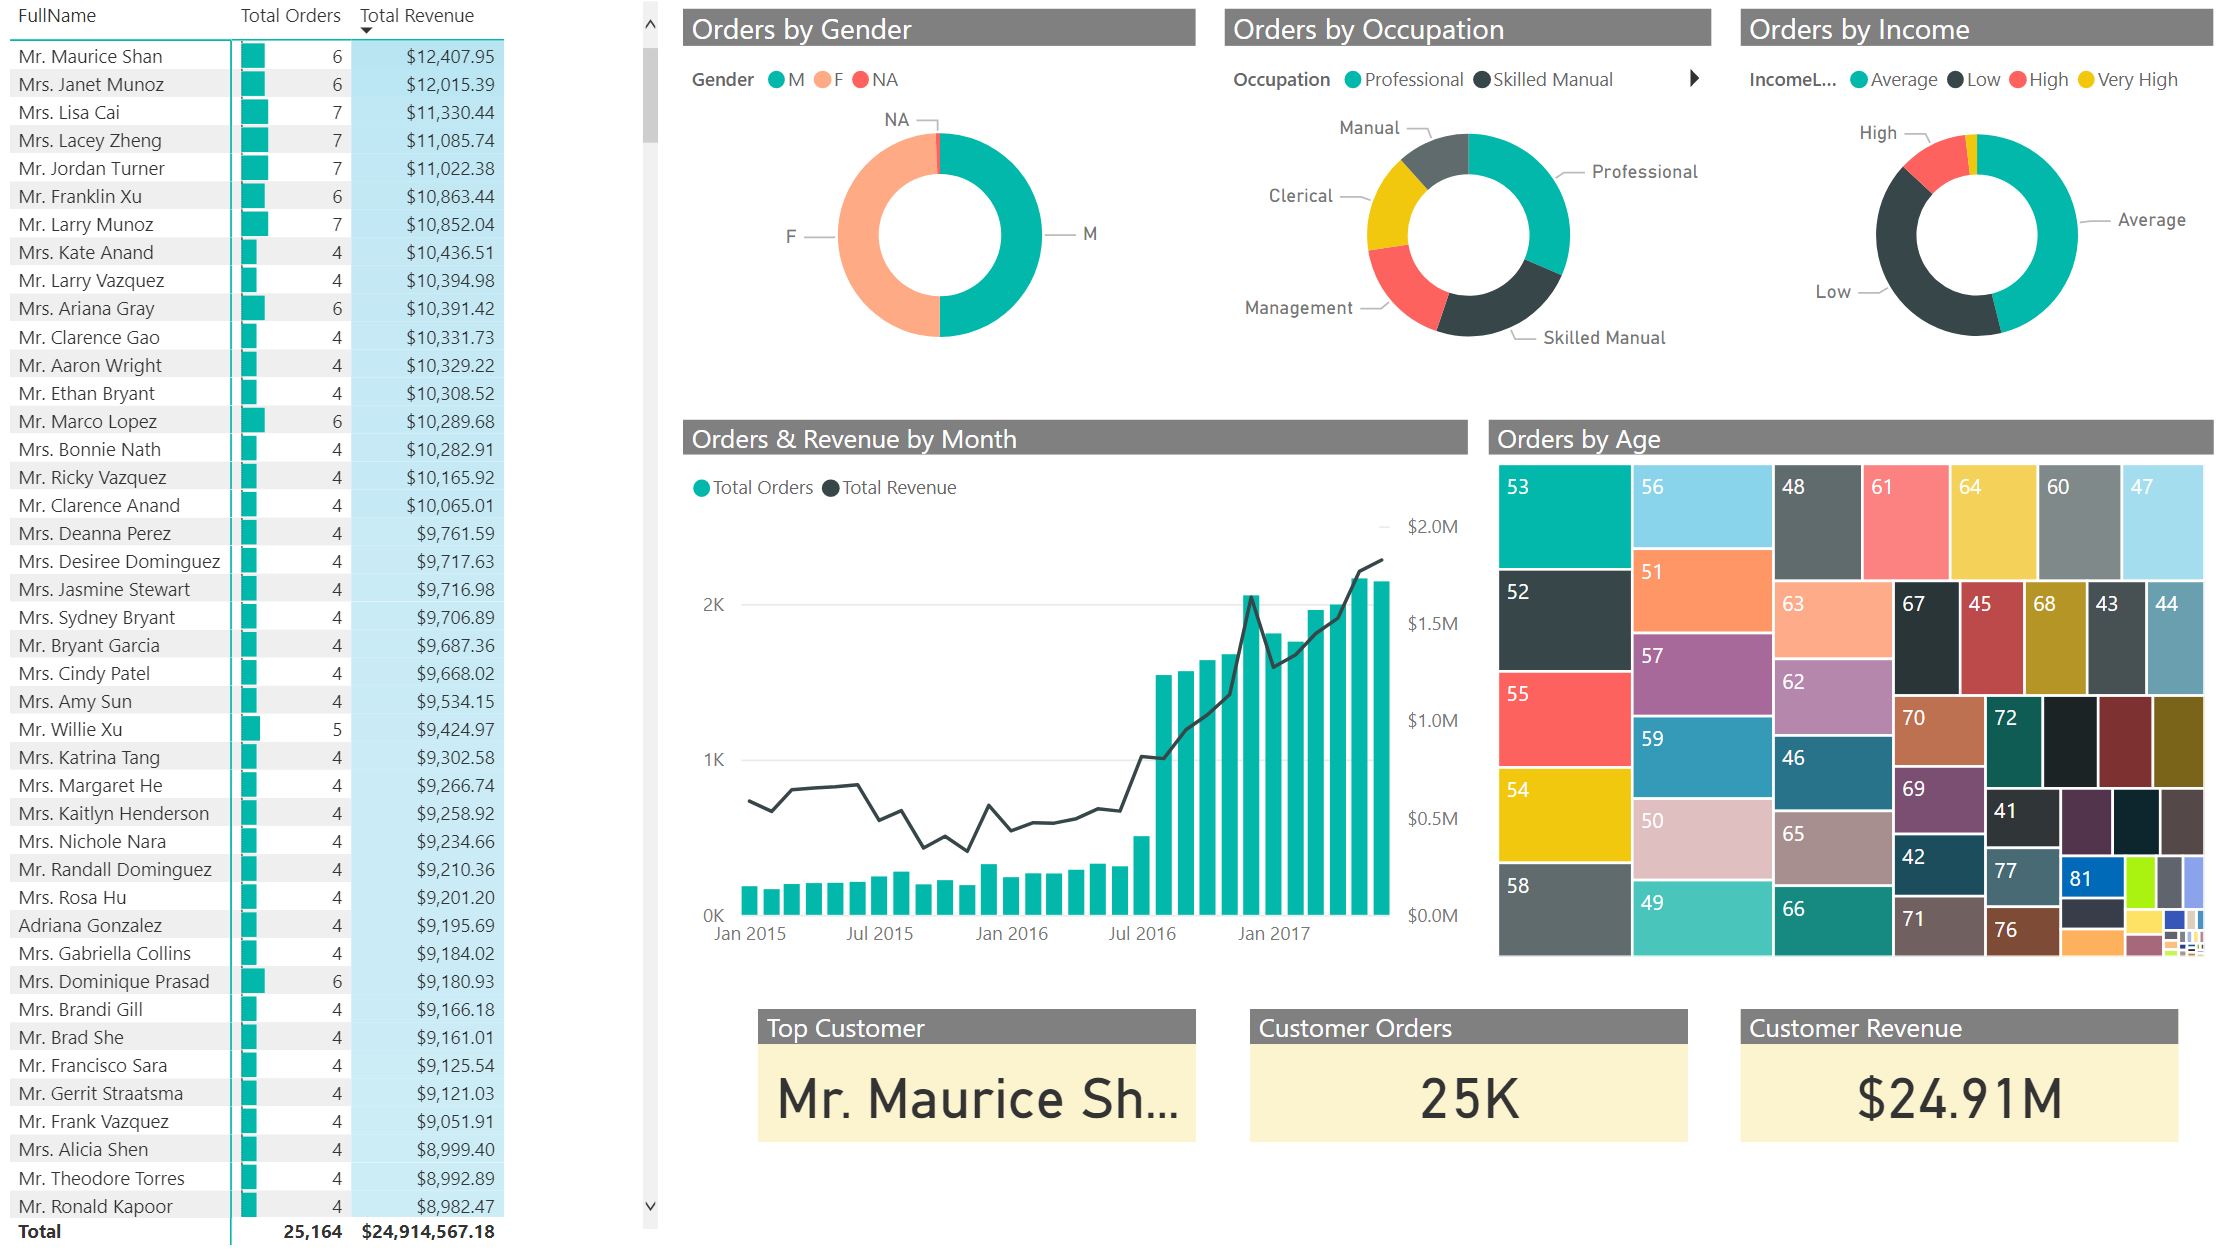 FullName Total Orders Total Revenue
Mr. Maurice Shan 6 $12,407.95
Mrs. Janet Munoz 6 $12,015.39
Mrs. Lisa Cai 7 $11,330.44
Mrs. Lacey Zheng 7 $11,085.74
Mr. Jordan Turner 7 $11,022.38
Mr. Franklin Xu 6 $10,863.44
Mr. Larry Munoz 7 $10,852.04
Mrs. Kate Anand 4 $10,436.51
Mr. Larry Vazquez 4 $10,394.98
Mrs. Ariana Gray 6 $10,391.42
Mr. Clarence Gao 4 $10,331.73
Mr. Aaron Wright 4 $10,329.22
Mr. Ethan Bryant 4 $10,308.52
Mr. Marco Lopez 6 $10,289.68
Mrs. Bonnie Nath 4 $10,282.91
Mr. Ricky Vazquez 4 $10,165.92
Mr. Clarence Anand 4 $10,065.01
Mrs. Deanna Perez 4 $9,761.59
Mrs. Desiree Dominguez 4 $9,717.63
Mrs. Jasmine Stewart 4 $9,716.98
Mrs. Sydney Bryant 4 $9,706.89
Mr. Bryant Garcia 4 $9,687.36
Mrs. Cindy Patel 4 $9,668.02
Mrs. Amy Sun 4 $9,534.15
Mr. Willie Xu 5 $9,424.97
Mrs. Katrina Tang 4 $9,302.58
Mrs. Margaret He 4 $9,266.74
Mrs. Kaitlyn Henderson 4 $9,258.92
Mrs. Nichole Nara 4 $9,234.66
Mr. Randall Dominguez 4 $9,210.36
Mrs. Rosa Hu 4 $9,201.20
Adriana Gonzalez 4 $9,195.69
Mrs. Gabriella Collins 4 $9,184.02
Mrs. Dominique Prasad 6 $9,180.93
Mrs. Brandi Gill 4 $9,166.18
Mr. Brad She 4 $9,161.01
Mr. Francisco Sara 4 $9,125.54
Mr. Gerrit Straatsma 4 $9,121.03
Mr. Frank Vazquez 4 $9,051.91
Mrs. Alicia Shen 4 $8,999.40
Mr. Theodore Torres 4 $8,992.89
Mr. Ronald Kapoor 4 $8,982.47
Total 25,164 $24,914,567.18
Orders by Gender
Gender M F NA
NA
F
M
Orders by Occupation
Occupation Professional Skilled Manual
Manual
Professional
Clerical
Management
Skilled Manual
Orders by Income
IncomeL... Average Low High Very High
High
Average
Low
Orders & Revenue by Month
Total Orders Total Revenue
$2.0M
2K
$1.5M
$1.0M
1K
$0.5M
0K
$0.0M
Jan 2015 Jul 2015 Jan 2016 Jul 2016 Jan 2017
Orders by Age
53 56 48 61 64 60 47
51
52
63 67 45 68 43 44
57
55
62
70 72
59
46
54
69
41
50
65
42
77
58
81
49
66
71
76
Top Customer
Mr. Maurice Sh...
Customer Orders
25K
Customer Revenue
$24.91M